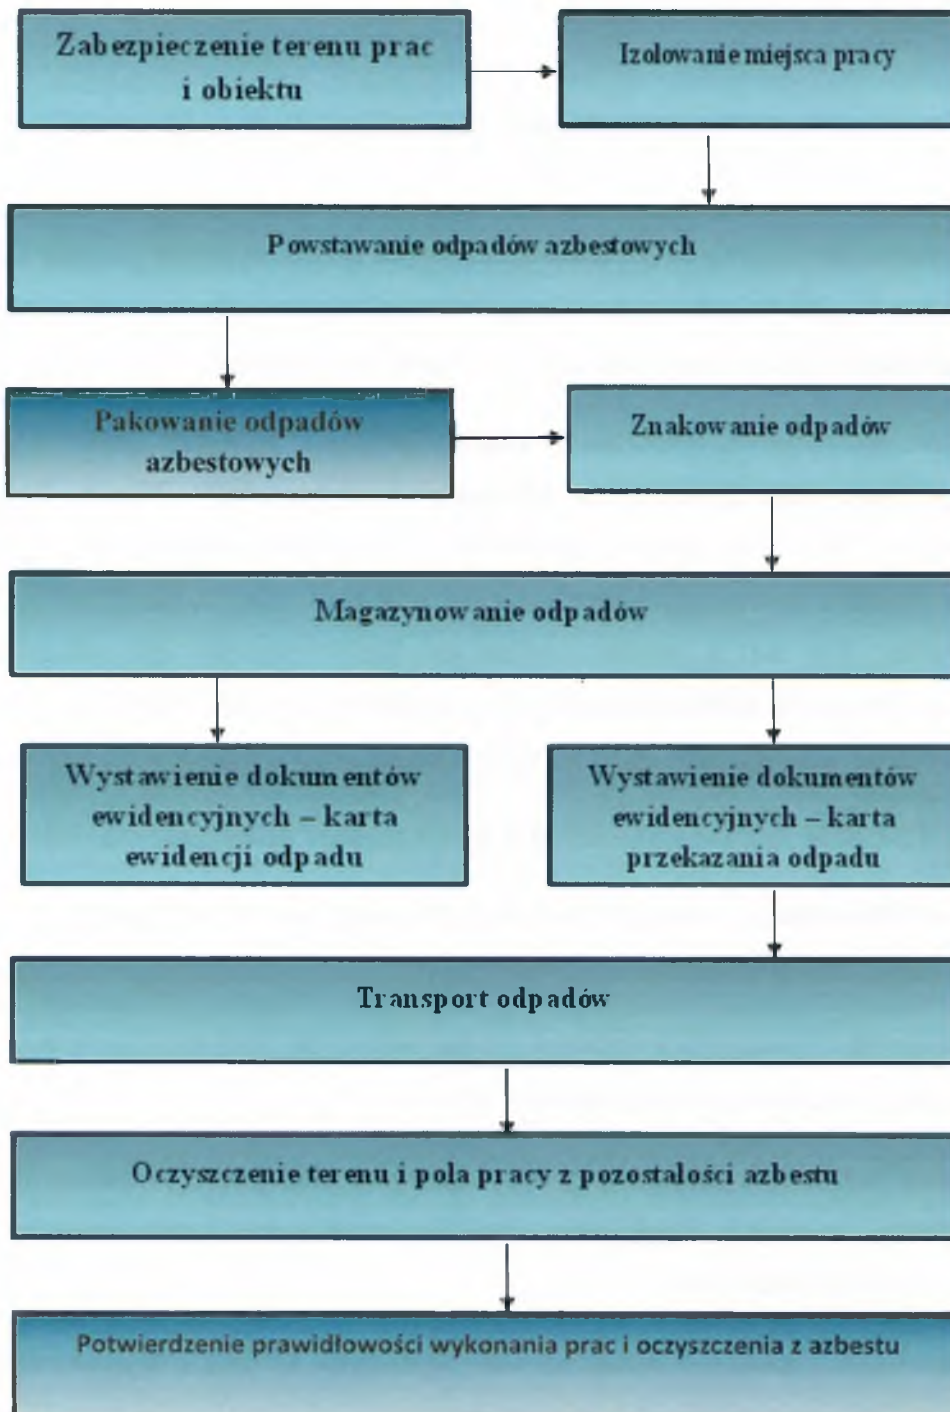 Zabezpieczenie terenu prac
i obiektu
Izolowanie miejsca pracy
Powstawanie odpadów azbestowych
Pakowanie odpadów
azbestowych
Znakowanie odpadów
Magazynowanie odpadów
Wystawienie dokumentów
ewidencyjnych – karta
ewidencji odpadu
Wystawienie dokumentów
ewidencyjnych – karta
przekazania odpadu
Transport odpadów
Oczyszczenie terenu i pola pracy z pozostałości azbestu
Potwierdzenie prawidłowości wykonania prac i oczyszczenia z azbestu